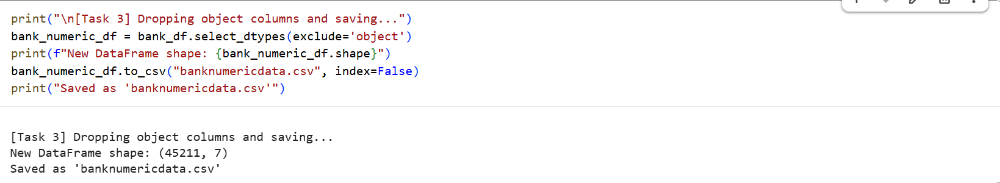 print("\n[Task 3] Dropping object columns and saving...")
bank_numeric_df = bank_df.select_dtypes(exclude='object')
print(f"New DataFrame shape: {bank_numeric_df.shape}")
bank_numeric_df.to_csv("banknumericdata.csv", index=False)
print("Saved as 'banknumericdata.csv'")
[Task 3] Dropping object columns and saving...
New DataFrame shape: (45211, 7)
Saved as 'banknumericdata.csv'